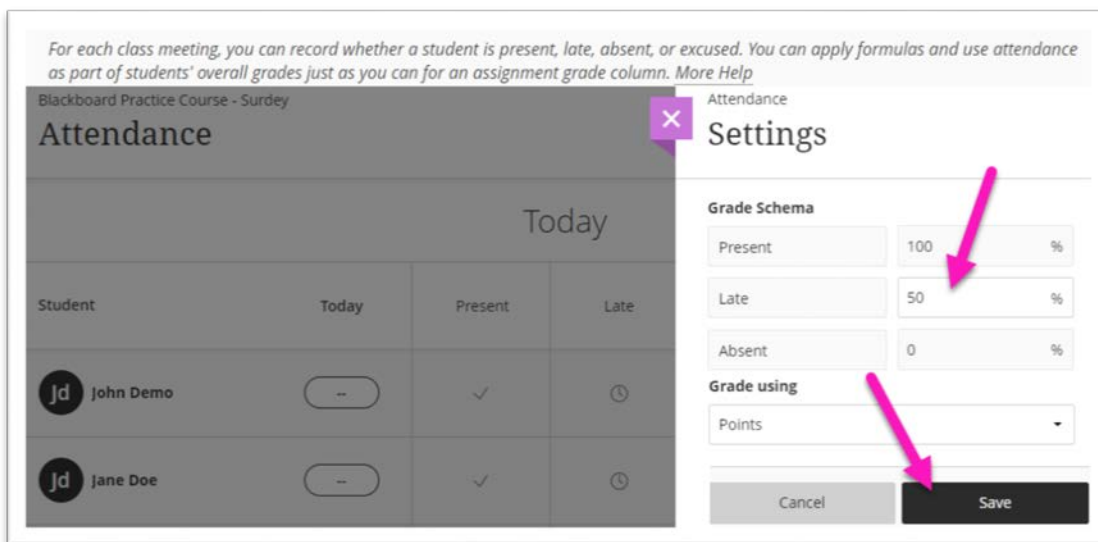 For each class meeting, you can record whether a student is present, late, absent, or excused. You can apply formulas and use attendance
as part of students' overall grades just as you can for an assignment grade column. More Help
Blackboard Practice Course - Surdey
Attendance
Today
Student Today Present Late
Jd John Demo --
Jd Jane Doe --
Attendance
Settings
Grade Schema
Present 100 %
Late 50 %
Absent 0 %
Grade using
Points
Cancel Save